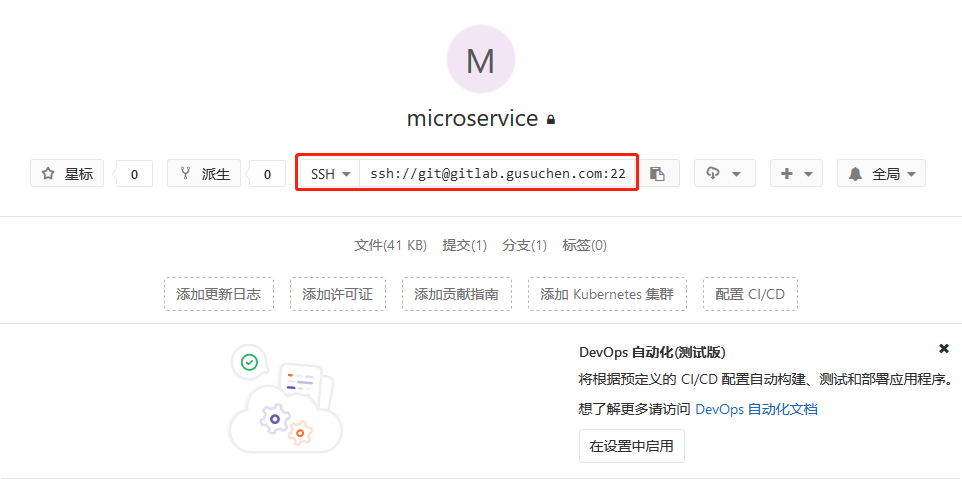 M
microservice
星标 0 派生 0 SSH ssh://git@gitlab.gusuchen.com:22 全局
文件(41 KB) 提交(1) 分支(1) 标签(0)
添加更新日志 添加许可证 添加贡献指南 添加 Kubernetes 集群 配置 CI/CD
DevOps 自动化(测试版)
将根据预定义的 CI/CD 配置自动构建、测试和部署应用程序。
想了解更多请访问 DevOps 自动化文档
在设置中启用